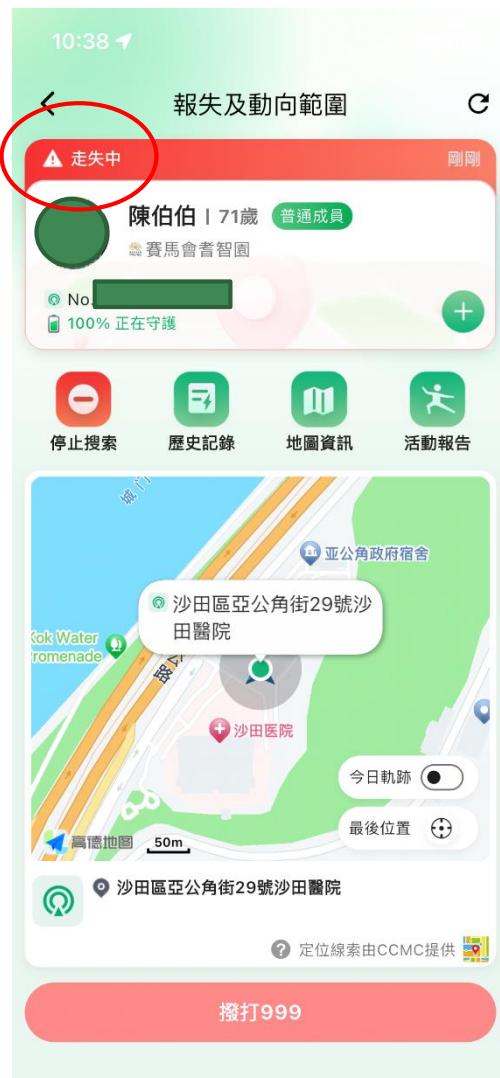 10:38
報失及動向範圍
走失中
剛剛
陳伯伯 | 71歲 普通成員
賽馬會耆智園
No.
100% 正在守護
停止搜索
歷史記錄
地圖資訊
活動報告
城门
亚公角政府宿舍
沙田區亞公角街29號沙
田醫院
Kok Water
romenade
沙田医院
今日軌跡
最後位置
高德地图
50m
沙田區亞公角街29號沙田醫院
定位線索由CCMC提供
撥打999